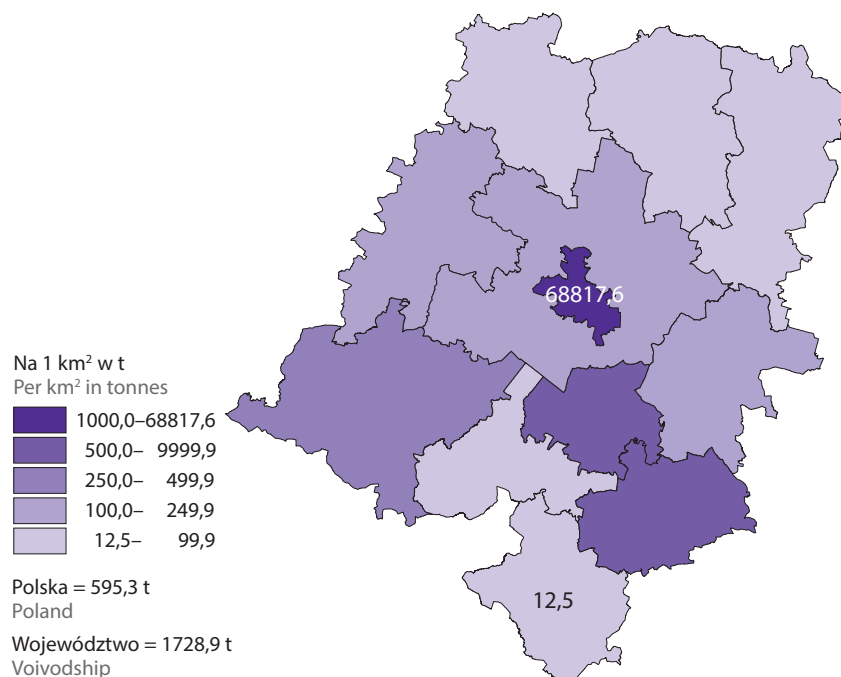 68817,6
Na 1 km² w t
Per km² in tonnes
1000,0–68817,6
500,0– 9999,9
250,0– 499,9
100,0– 249,9
12,5– 99,9
12,5
Polska = 595,3 t
Poland
Województwo = 1728,9 t
Voivodship